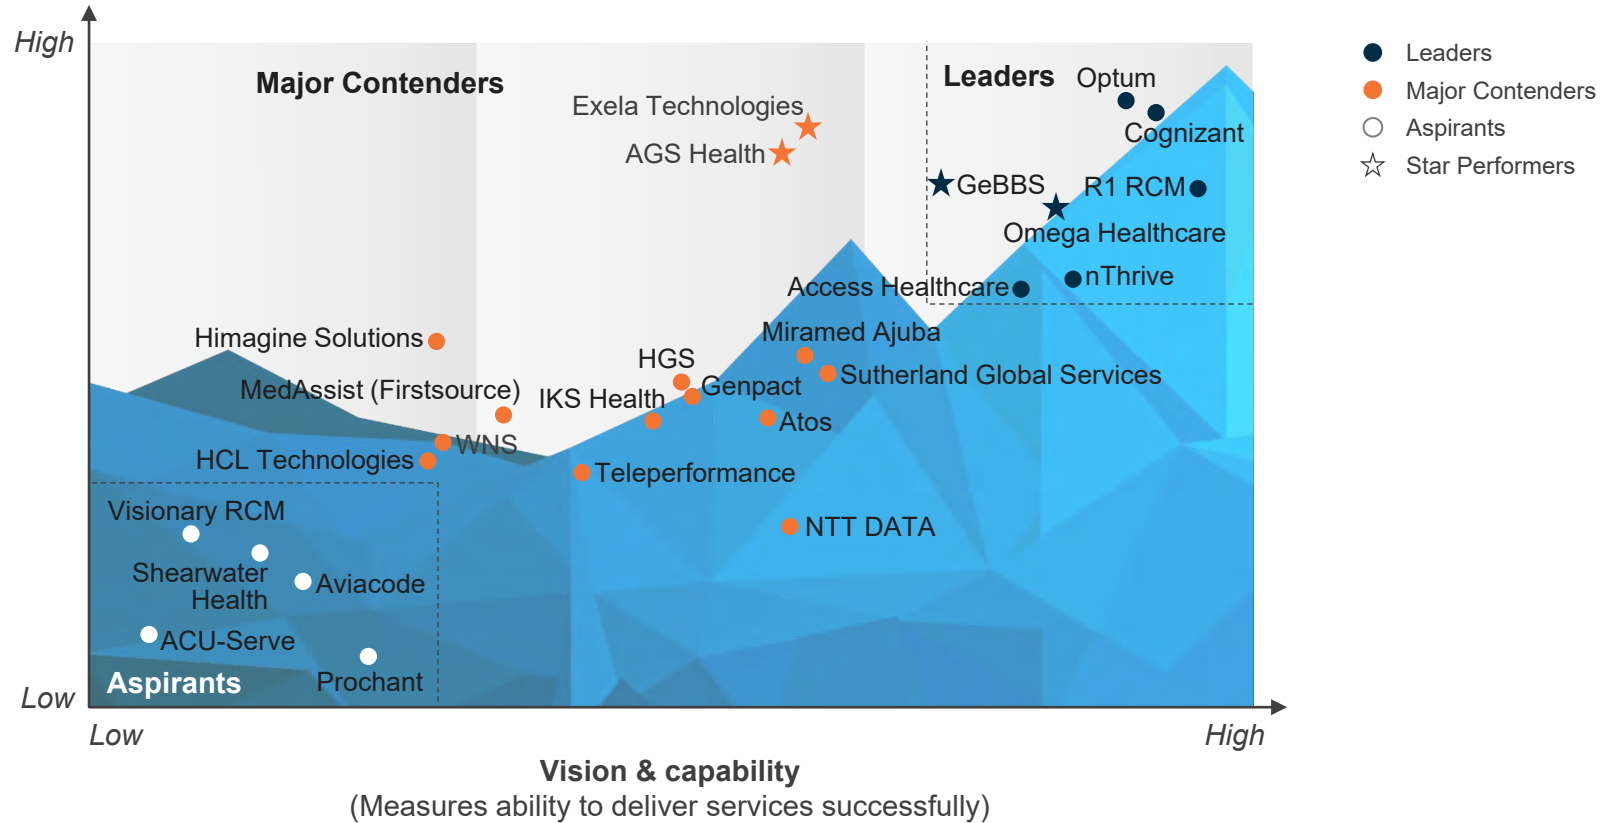 High
Major Contenders
Leaders
Optum
Exela Technologies
Cognizant
AGS Health
GeBBS
R1 RCM
Omega Healthcare
nThrive
Access Healthcare
Himagine Solutions
Miramed Ajuba
HGS
Sutherland Global Services
MedAssist (Firstsource)
Genpact
IKS Health
Atos
WNS
HCL Technologies
Teleperformance
Visionary RCM
NTT DATA
Shearwater
Health
Aviacode
ACU-Serve
Prochant
Aspirants
Low
Low
High
Vision & capability
(Measures ability to deliver services successfully)
Leaders
Major Contenders
Aspirants
Star Performers